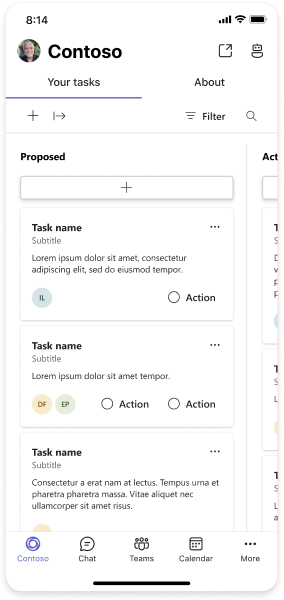 8:14
Contoso
Your tasks
About
Filter
Proposed
Act
Task name
Subtitle
Lorem ipsum dolor sit amet, consectetur
adipiscing elit, sed do eiusmod tempor.
IL
Action
Task name
Subtitle
Lorem ipsum dolor sit amet tempor.
DF
EP
Action
Action
Task name
Subtitle
Consectetur a erat nam at lectus. Tempus urna et
pharetra pharetra massa. Vitae aliquet nec
ullamcorper sit amet risus.
Contoso
Chat
Teams
Calendar
More